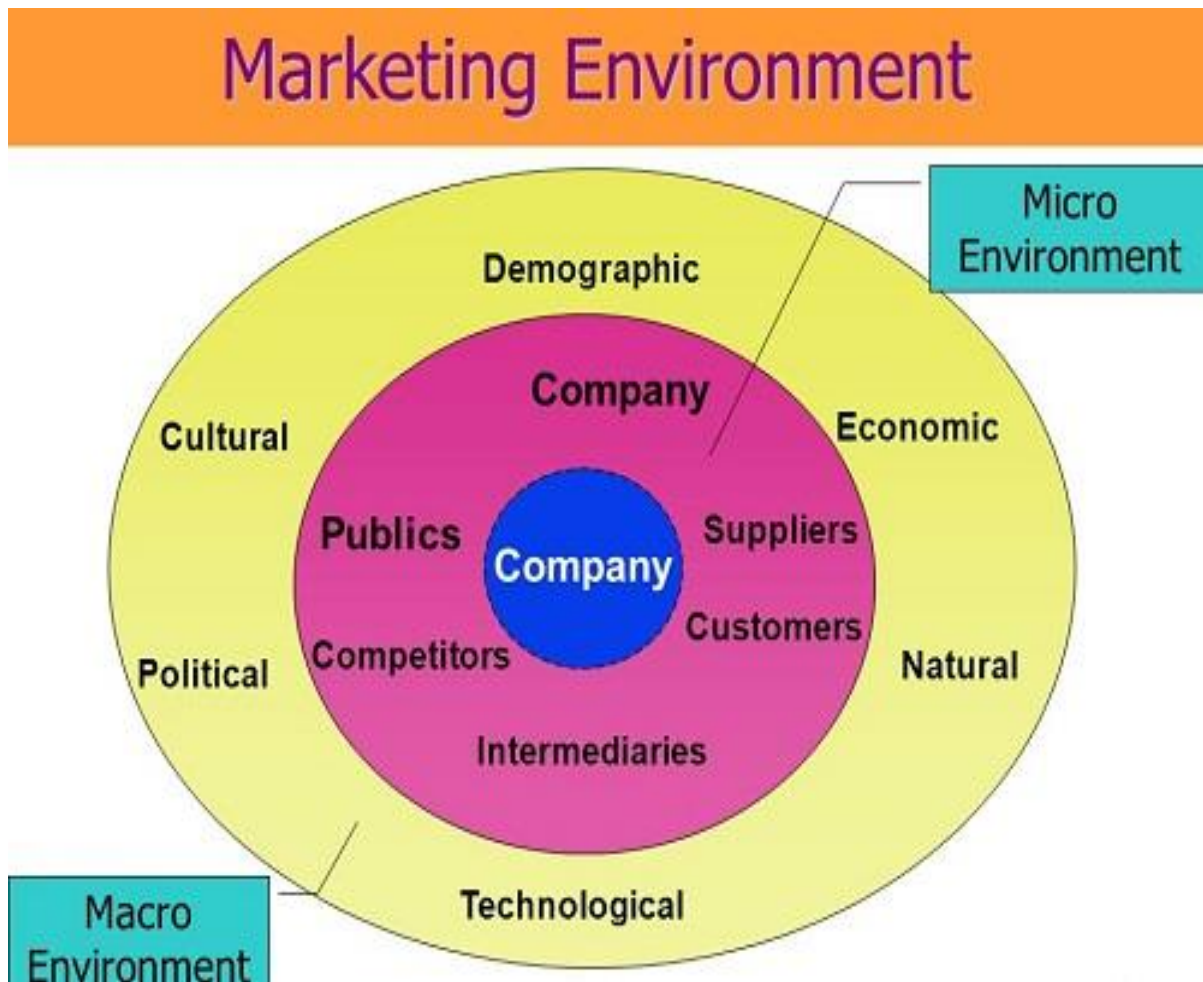 Marketing Environment
Micro
Environment
Demographic
Company
Cultural
Economic
Publics
Suppliers
Company
Customers
Competitors
Political
Natural
Intermediaries
Technological
Macro
Environment